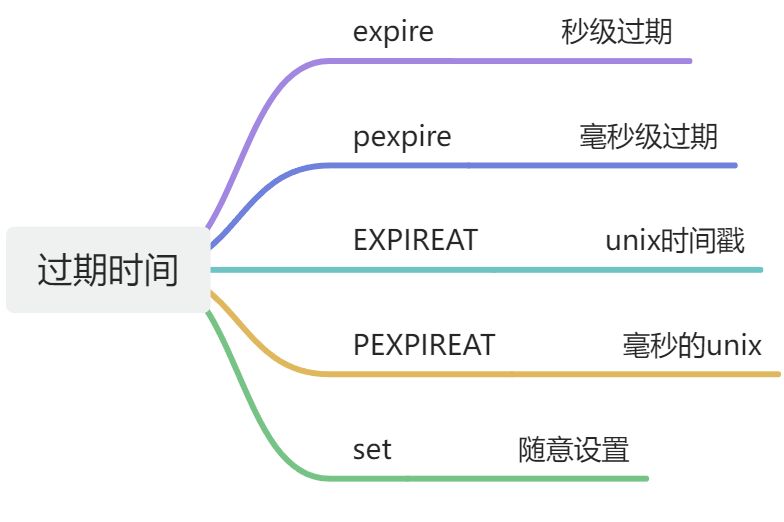 expire 秒级过期
pexpire 毫秒级过期
EXPIREAT unix时间戳
过期时间
PEXPIREAT 毫秒的unix
set 随意设置